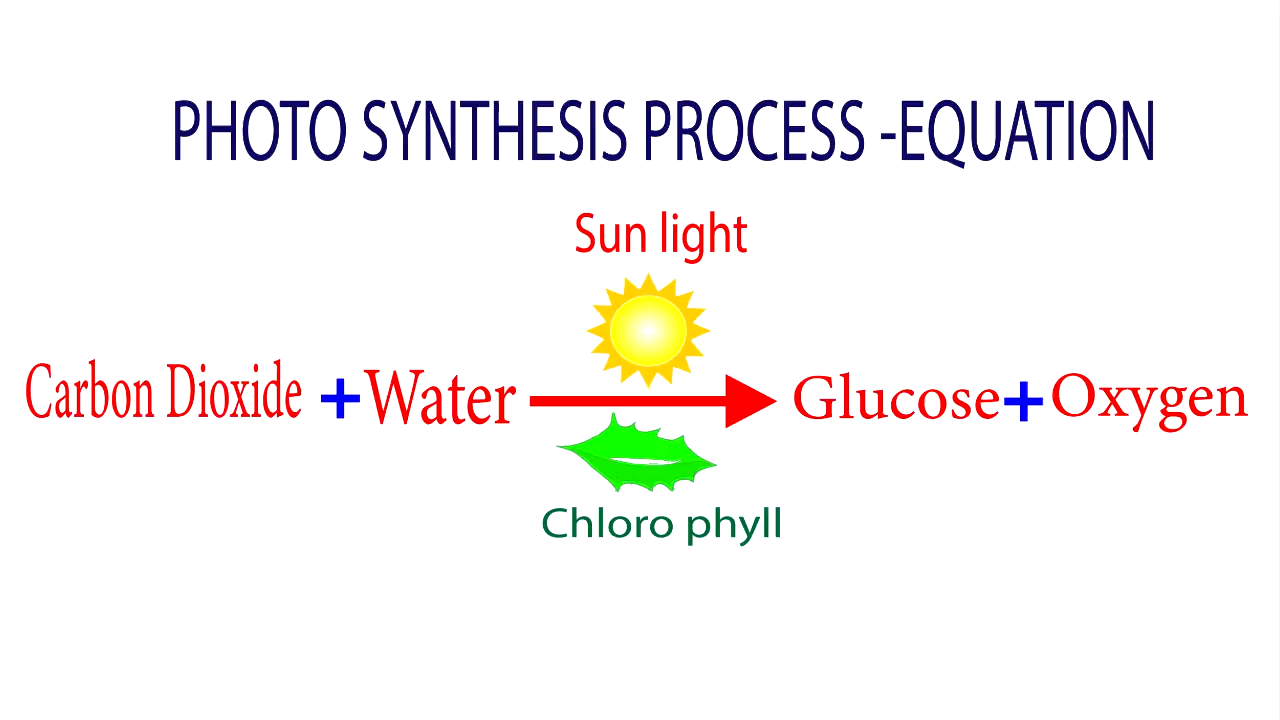 PHOTO SYNTHESIS PROCESS -EQUATION
Sun light
Carbon Dioxide +Water Glucose+Oxygen
Chloro phyll